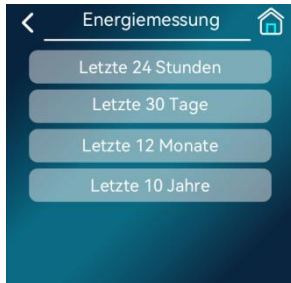 Energiemessung
Letzte 24 Stunden
Letzte 30 Tage
Letzte 12 Monate
Letzte 10 Jahre